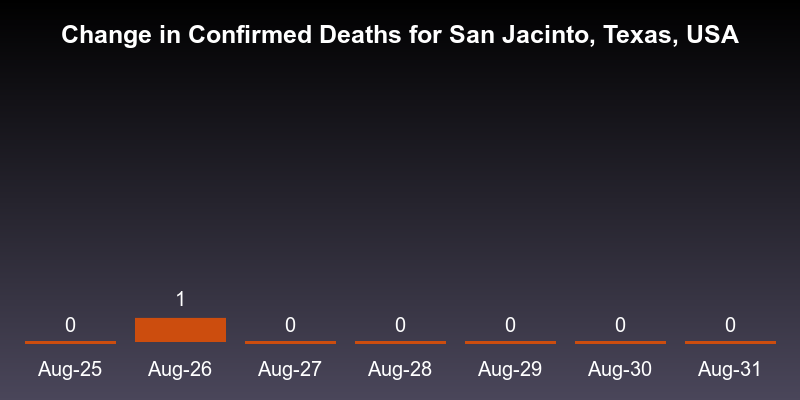 Change in Confirmed Deaths for San Jacinto, Texas, USA
0 1 0 0 0 0 0
Aug-25 Aug-26 Aug-27 Aug-28 Aug-29 Aug-30 Aug-31